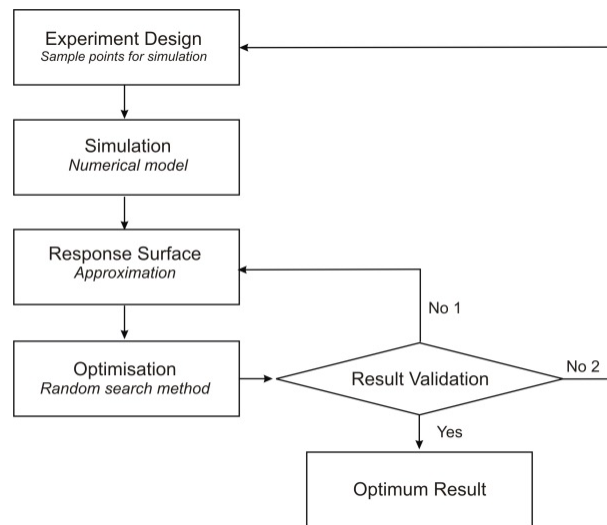 Experiment Design
Sample points for simulation
Simulation
Numerical model
Response Surface
Approximation
No 1
Optimisation
Random search method
Result Validation
No 2
Yes
Optimum Result